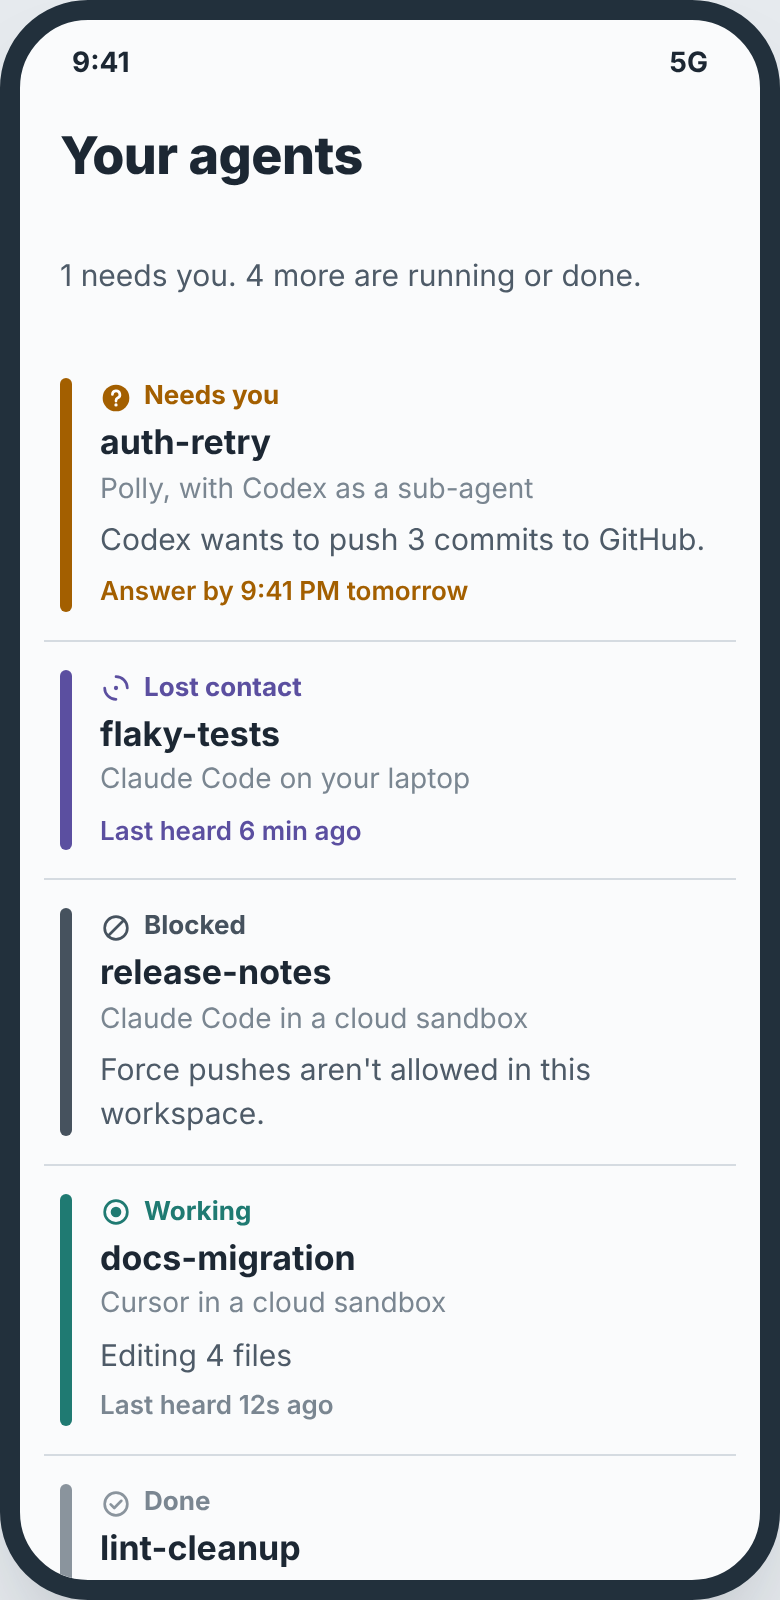 9:41
5G
Your agents
1 needs you. 4 more are running or done.
Needs you
auth-retry
Polly, with Codex as a sub-agent
Codex wants to push 3 commits to GitHub.
Answer by 9:41 PM tomorrow
Lost contact
flaky-tests
Claude Code on your laptop
Last heard 6 min ago
Blocked
release-notes
Claude Code in a cloud sandbox
Force pushes aren't allowed in this
workspace.
Working
docs-migration
Cursor in a cloud sandbox
Editing 4 files
Last heard 12s ago
Done
lint-cleanup